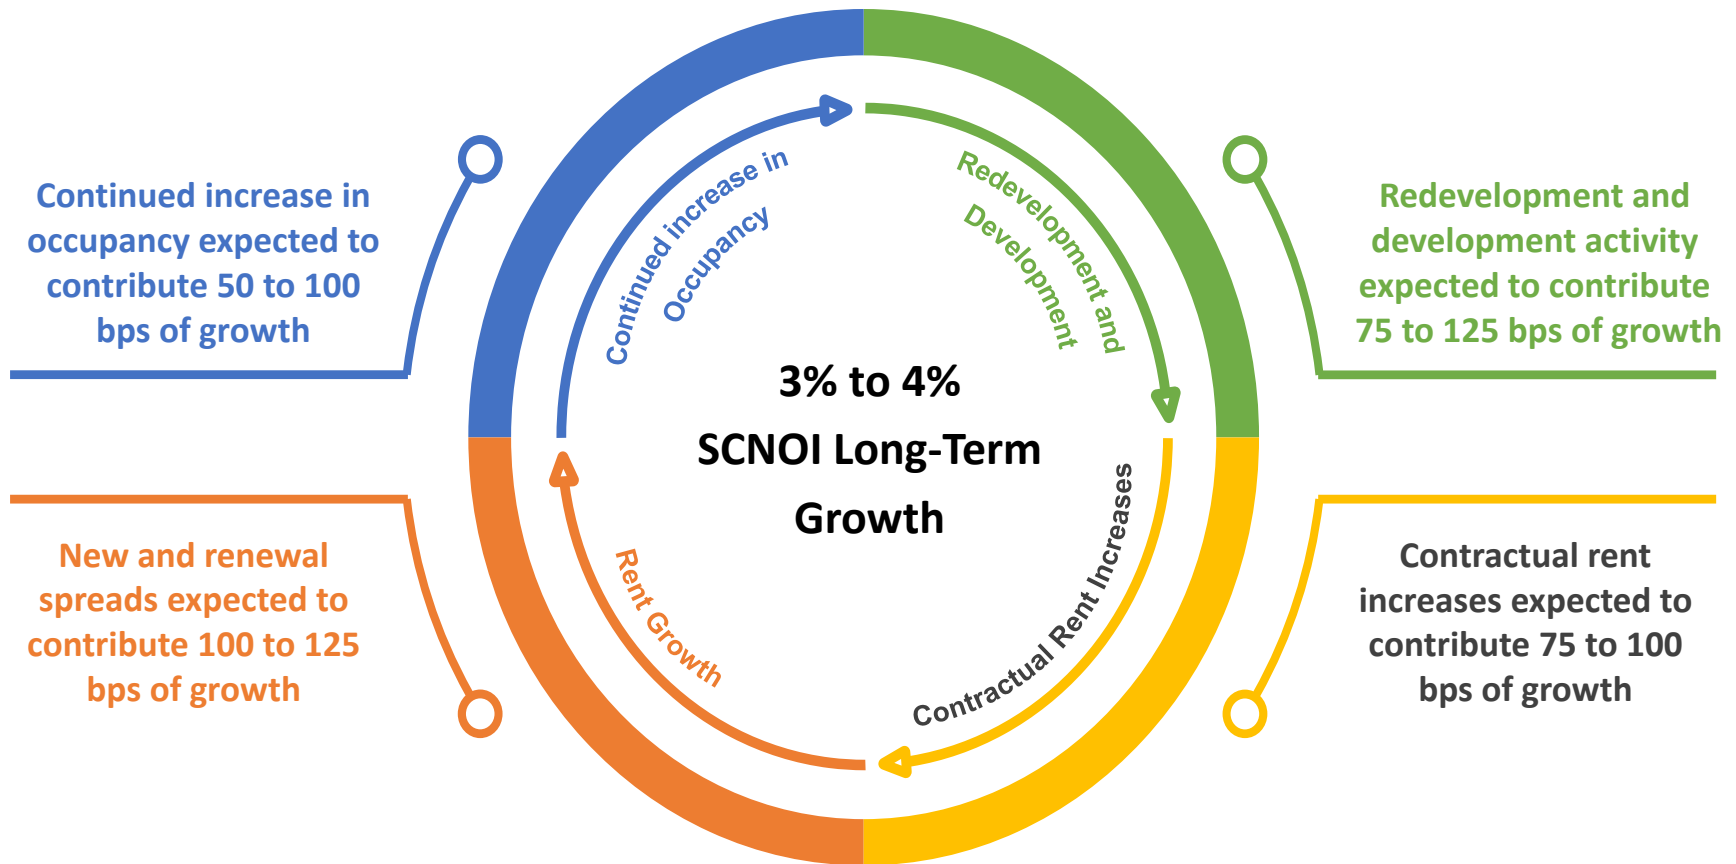 Continued increase in
occupancy expected to
contribute 50 to 100
bps of growth
Continued increase in
Occupancy
Redevelopment and
Development
Redevelopment and
development activity
expected to contribute
75 to 125 bps of growth
3% to 4%
SCNOI Long-Term
Growth
New and renewal
spreads expected to
contribute 100 to 125
bps of growth
Rent Growth
Contractual Rent Increases
Contractual rent
increases expected to
contribute 75 to 100
bps of growth